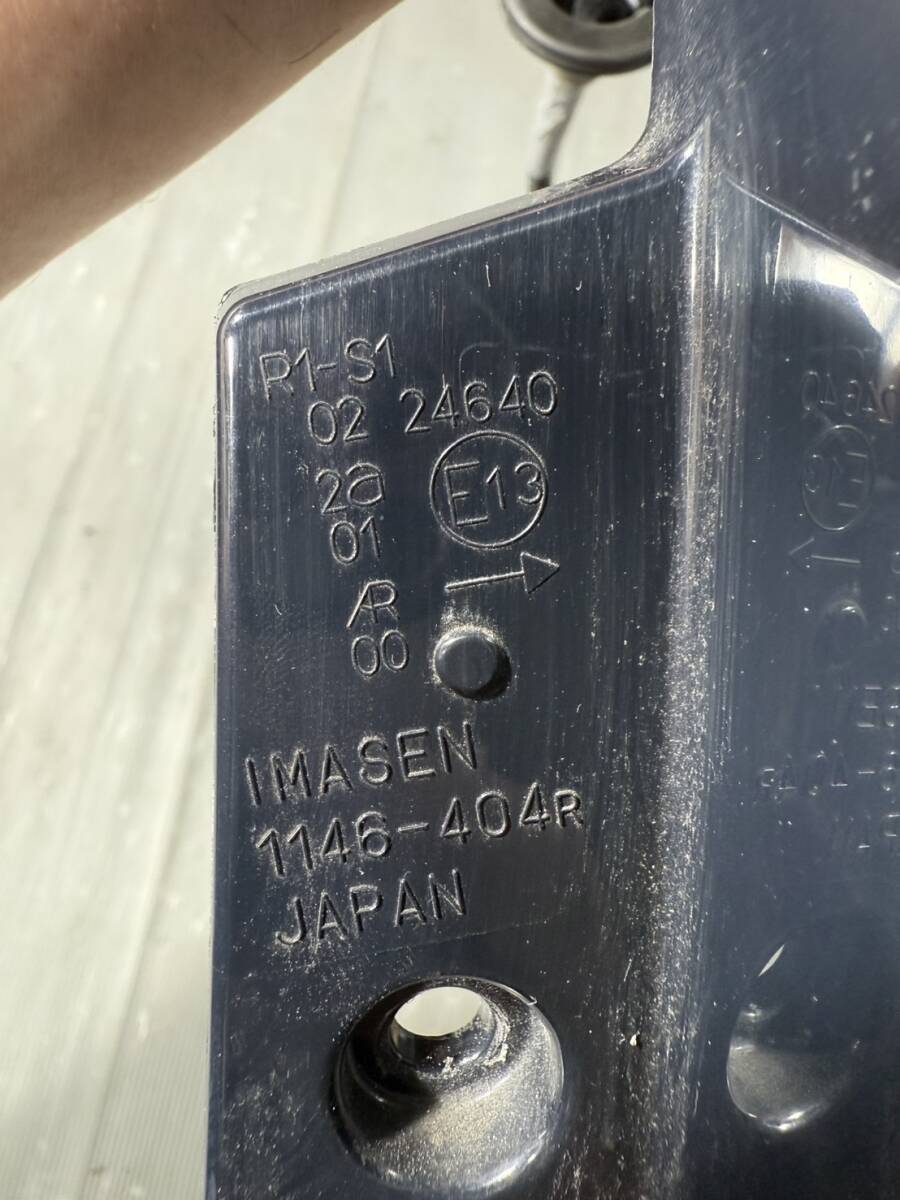 R1-S1
02 24640
2a E13
01
AR →
00
IMASEN
1146-404R
JAPAN